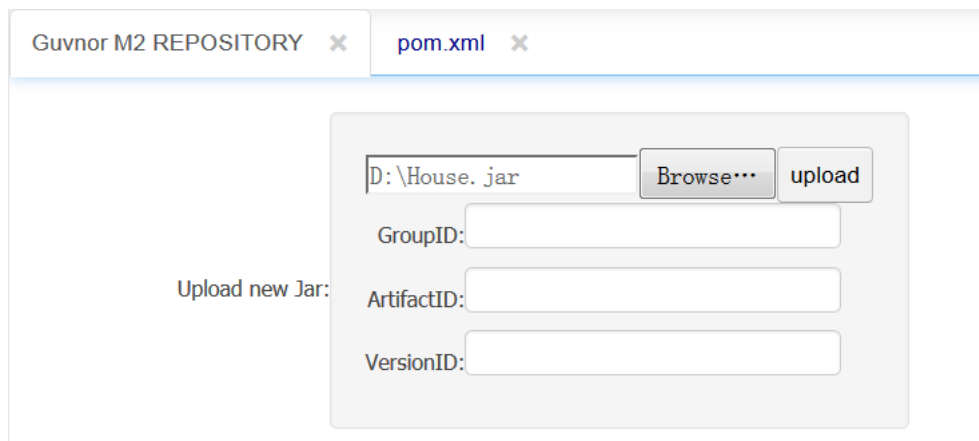 Guvnor M2 REPOSITORY ✕ pom.xml ✕
D:\House.jar Browse… upload
GroupID:
Upload new Jar:
ArtifactID:
VersionID: